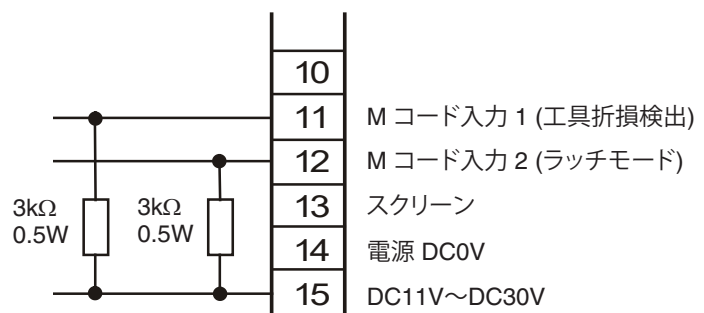 10
11 M コード入力 1 (工具折損検出)
12 M コード入力 2 (ラッチモード)
13 スクリーン
14 電源 DC0V
15 DC11V～DC30V
3kΩ
0.5W
3kΩ
0.5W